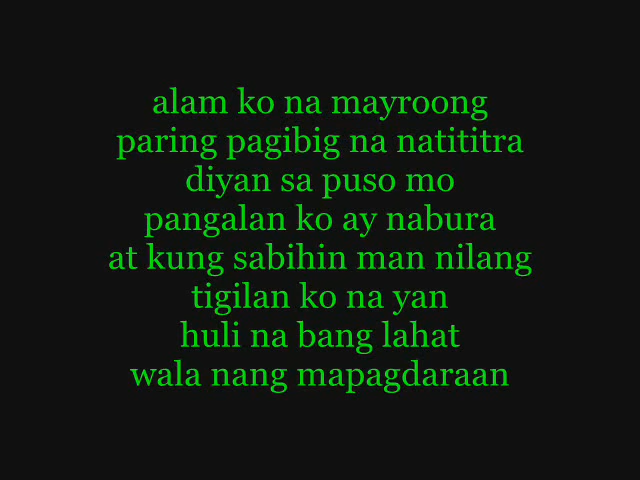 alam ko na mayroong
paring pagibig na natititra
diyan sa puso mo
pangalan ko ay nabura
at kung sabihin man nilang
tigilan ko na yan
huli na bang lahat
wala nang mapagdaraan